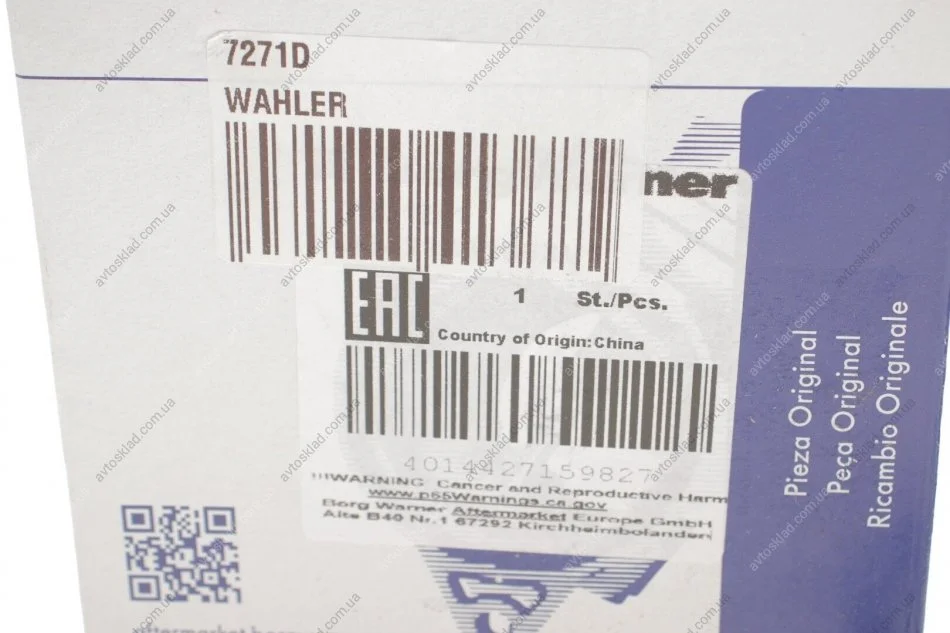 7271D
WAHLER
ner
EAC
1 St./Pcs.
Country of Origin:China
4014427159827
!!!WARNING Cancer and Reproductive Harm
www.p65Warnings.ca.gov
Borg Warner Aftermarket Europe GmbH
Alte B40 Nr.1 67292 Kirchheimbolanden
Pieza Original
Peça Original
Ricambio Originale
avtosklad.com.ua